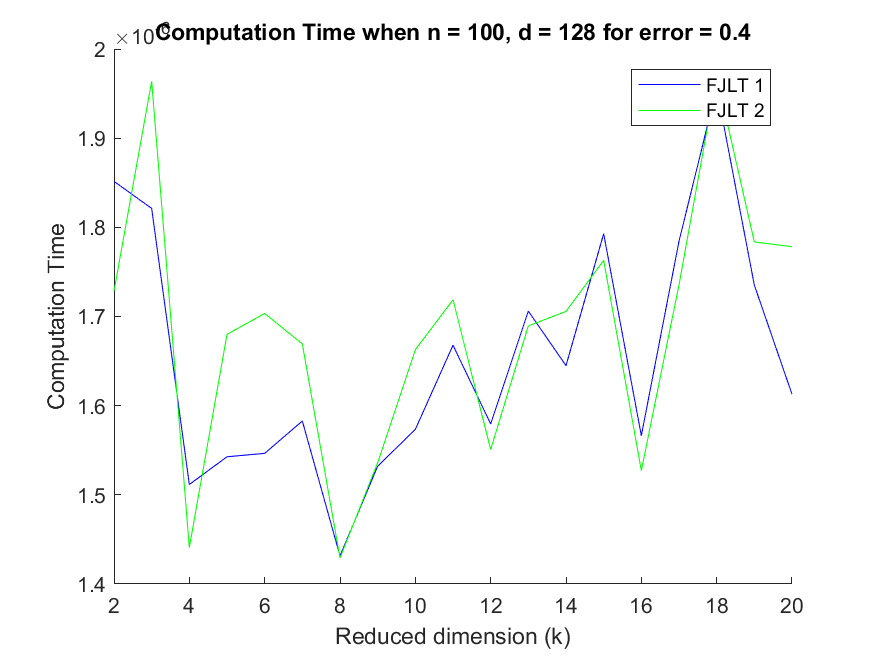 ×10
Computation Time when n = 100, d = 128 for error = 0.4
FJLT 1
FJLT 2
2
1.9
1.8
1.7
1.6
1.5
1.4
Computation Time
2 4 6 8 10 12 14 16 18 20
Reduced dimension (k)